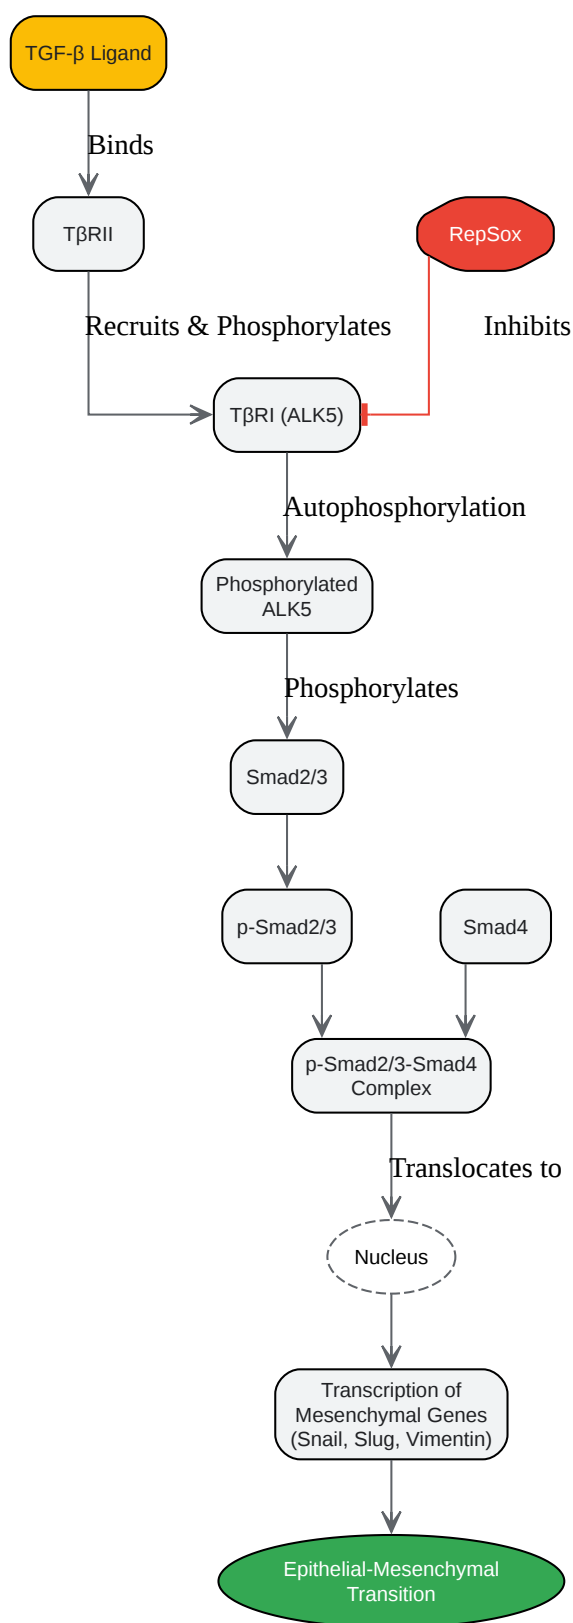 TGF-β Ligand
Binds
TβRII
RepSox
Recruits & Phosphorylates
Inhibits
TβRI (ALK5)
Autophosphorylation
Phosphorylated
ALK5
Phosphorylates
Smad2/3
p-Smad2/3
Smad4
p-Smad2/3-Smad4
Complex
Translocates to
Nucleus
Transcription of
Mesenchymal Genes
(Snail, Slug, Vimentin)
Epithelial-Mesenchymal
Transition